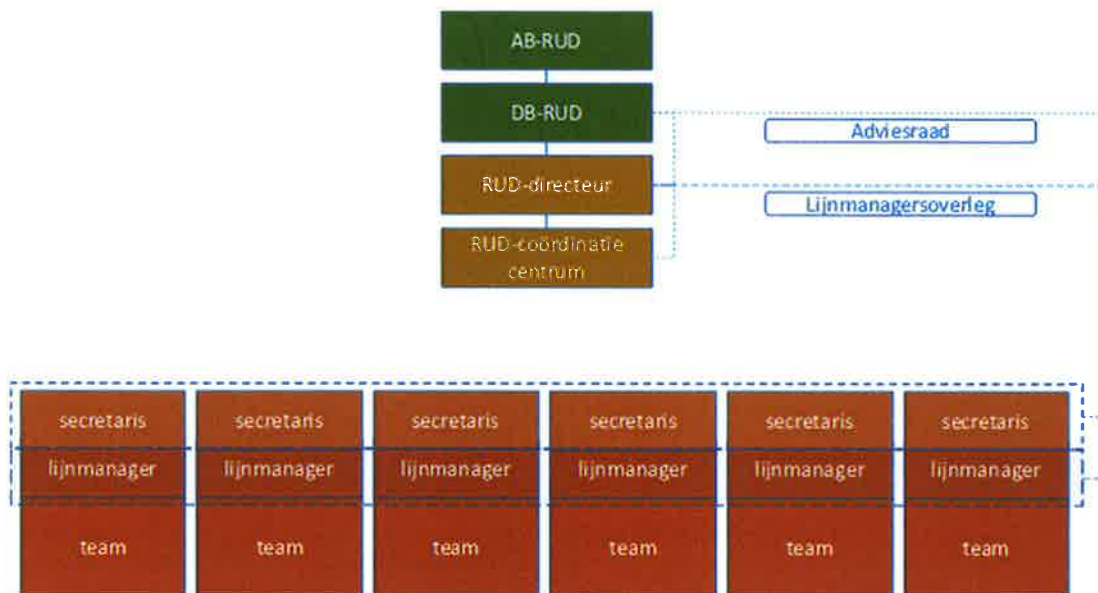 AB-RUD
DB-RUD
Adviesraad
RUD-directeur
Lijnmanagersoverleg
RUD-coördinatie
centrum
secretaris secretaris secretaris secretaris secretaris secretaris
lijnmanager lijnmanager lijnmanager lijnmanager lijnmanager lijnmanager
team team team team team team